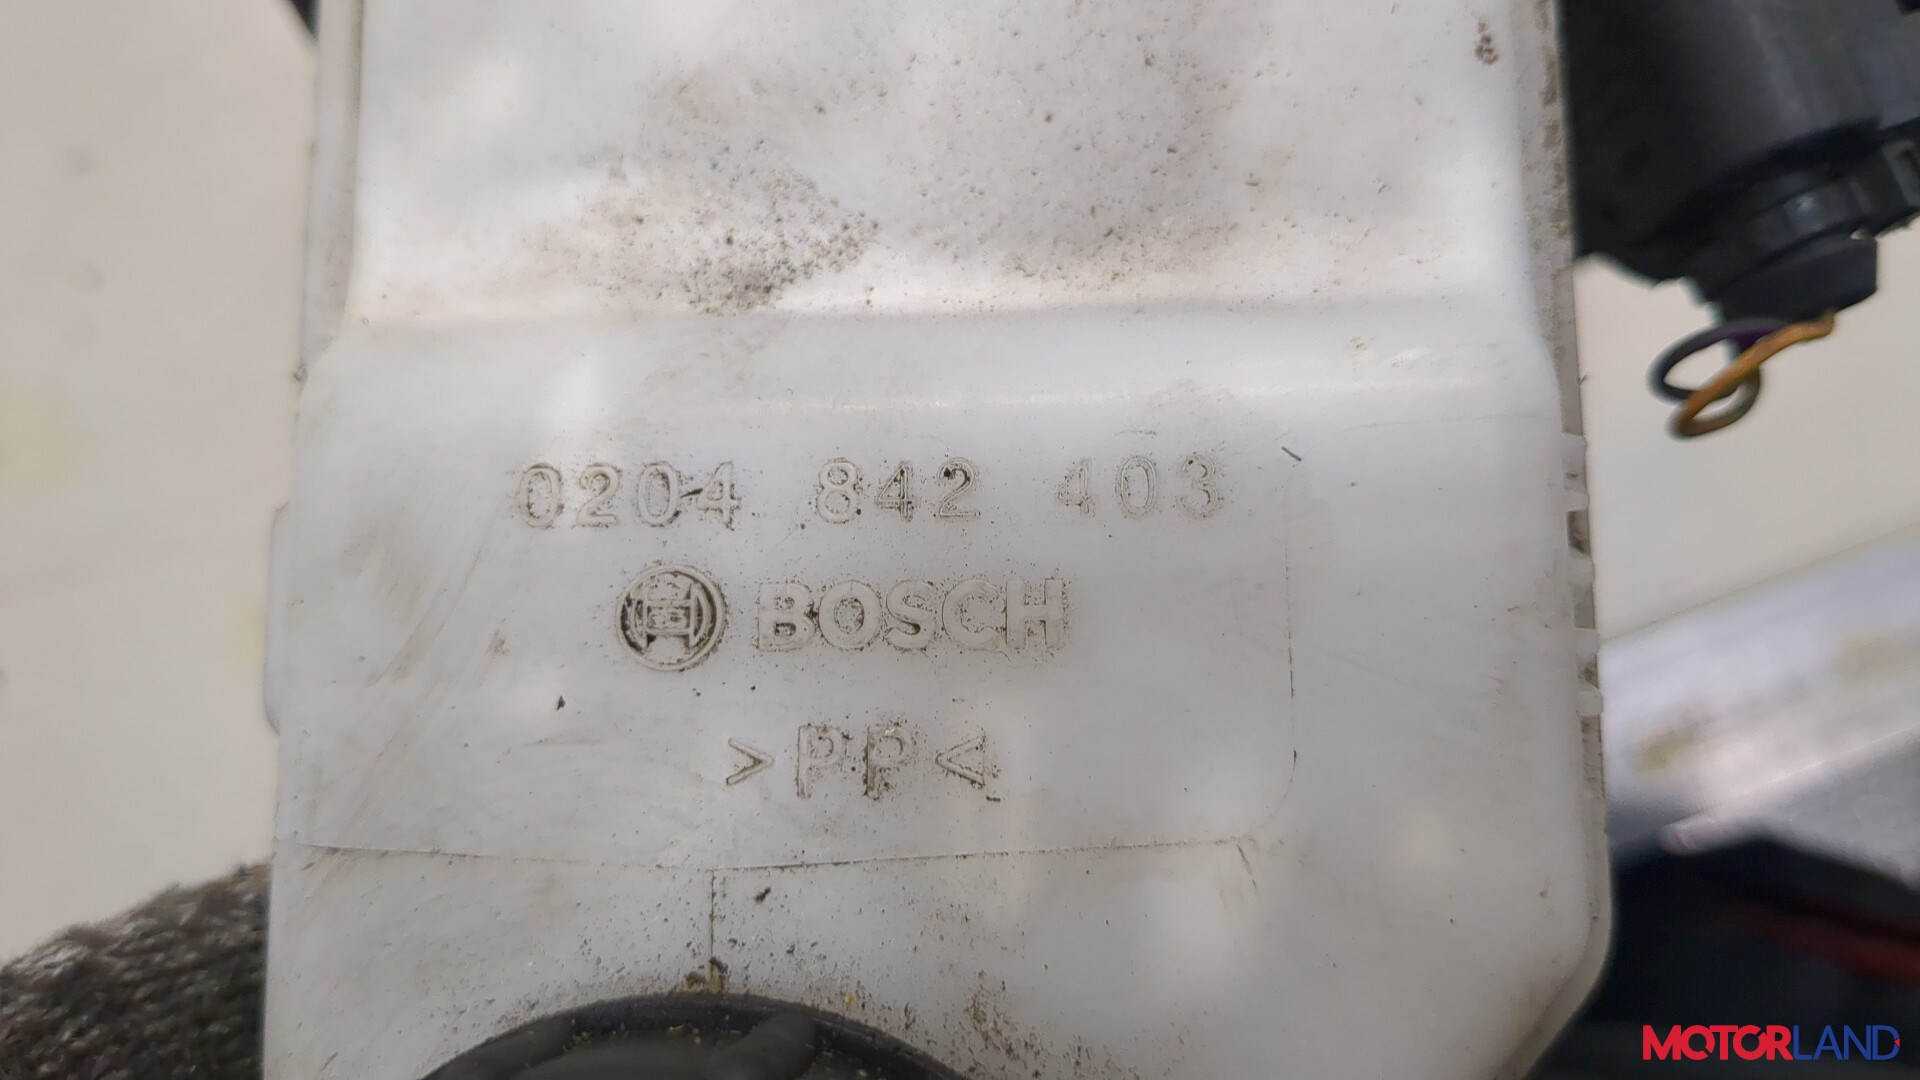 0204 842 403
BOSCH
>PP<
MOTORLAND